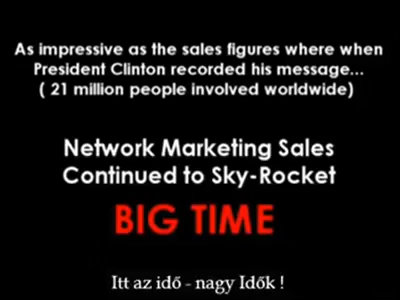 As impressive as the sales figures where when
President Clinton recorded his message...
( 21 million people involved worldwide)
Network Marketing Sales
Continued to Sky-Rocket
BIG TIME
Itt az idő - nagy Idők !